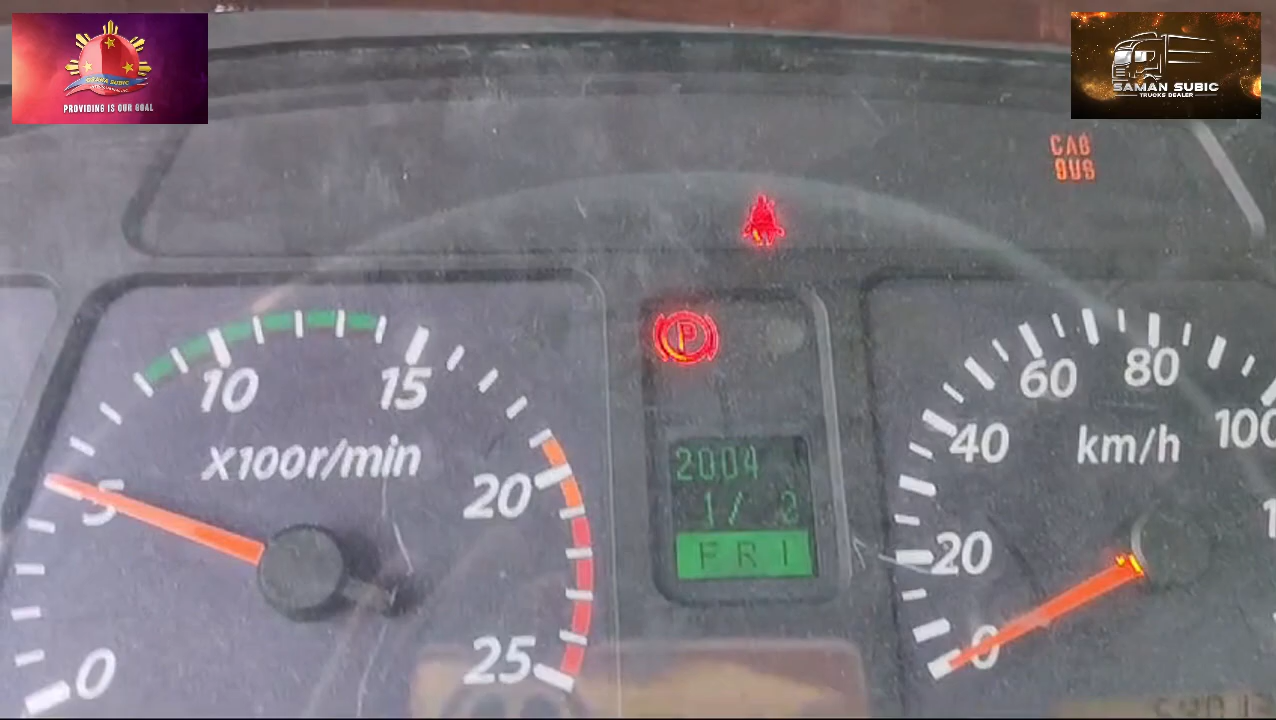 PROVIDING IS OUR GOAL
SAMAN SUBIC
TRUCKS DEALER
CAB
P
10
15
X100r/min
5
20
0
25
2004
1/ 2
FRI
60
80
40
km/h
100
20
0